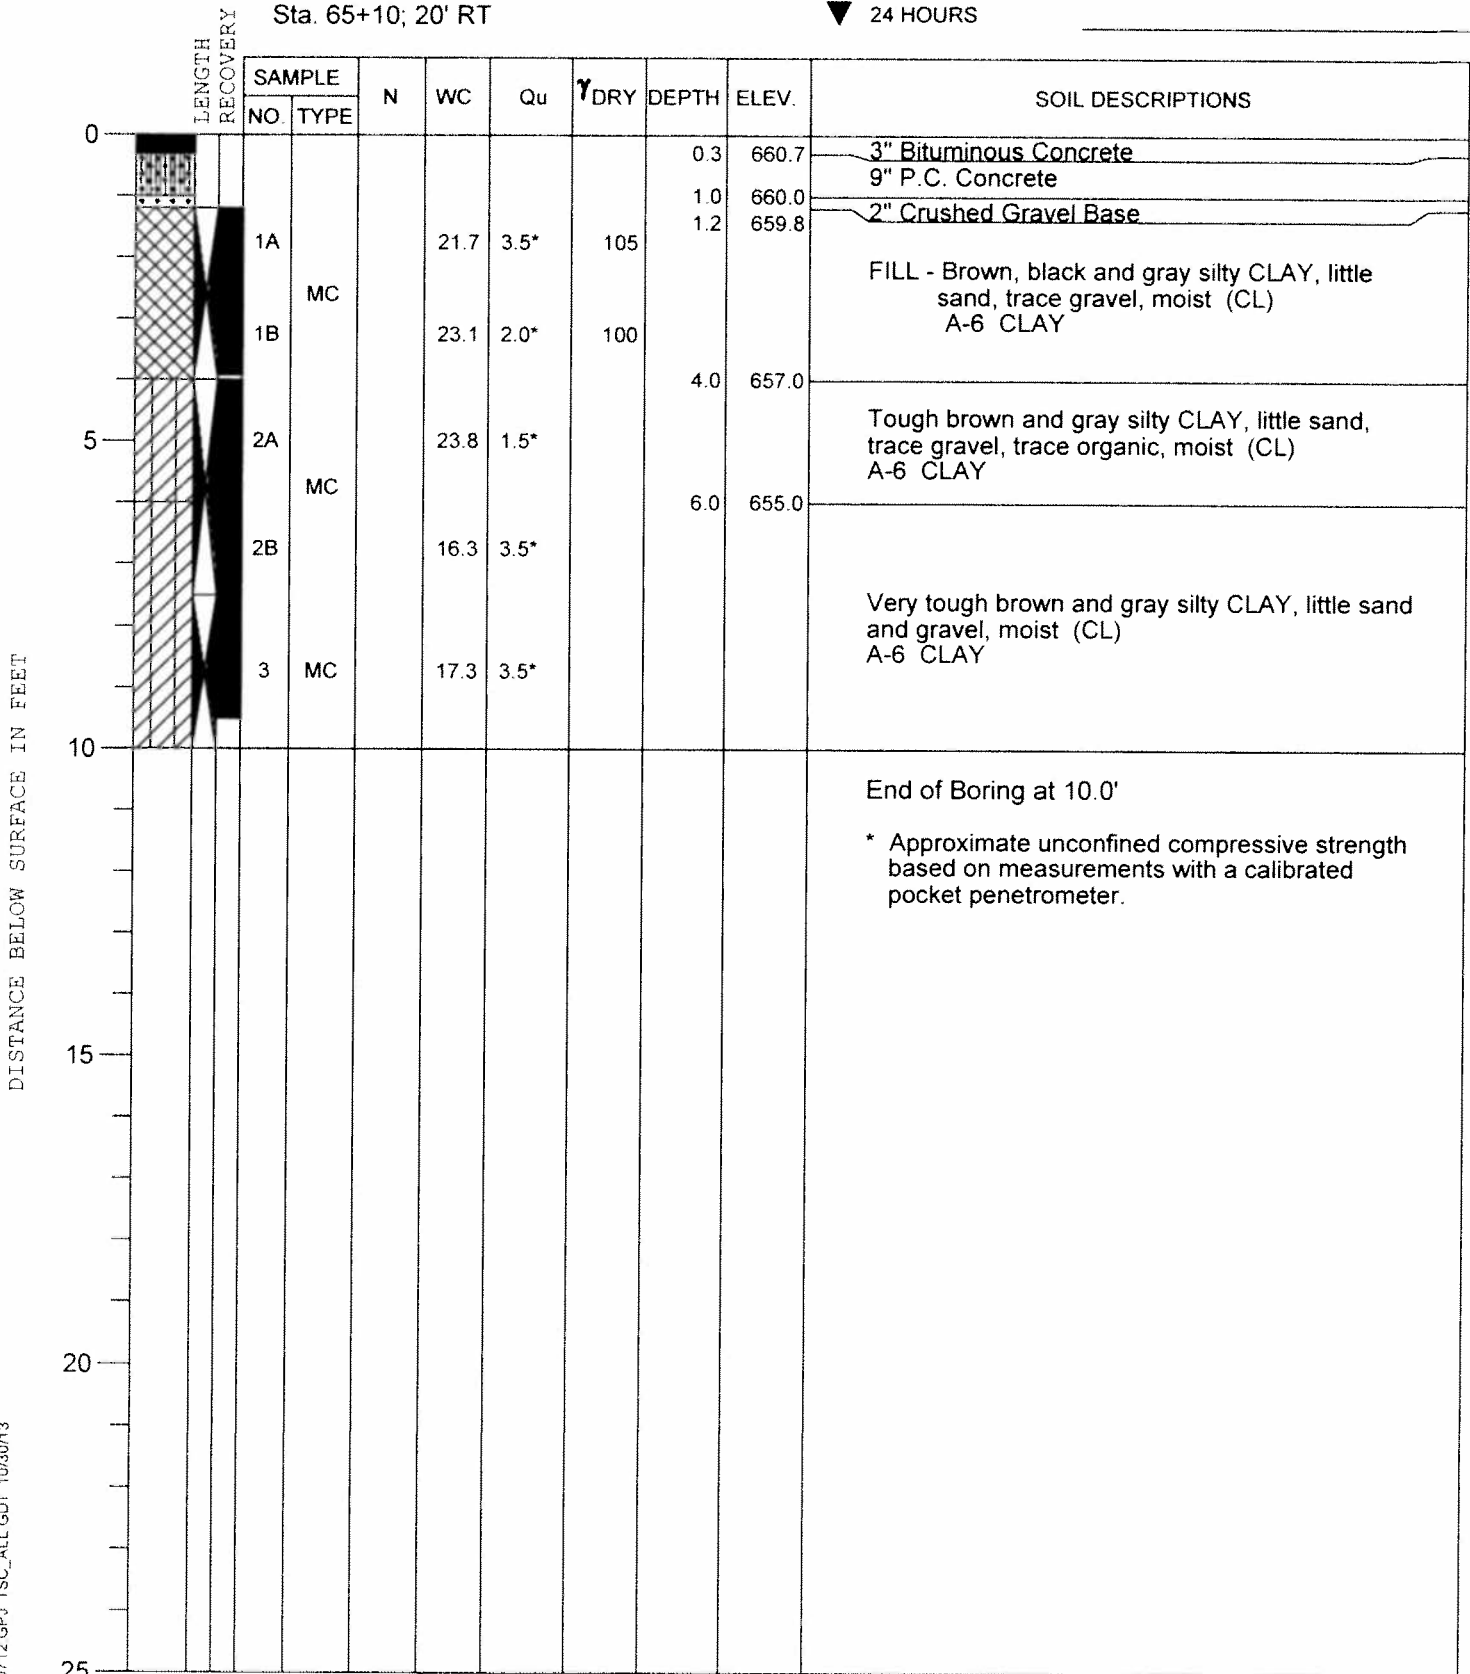 Sta. 65+10; 20' RT
▼ 24 HOURS
LENGTH
RECOVERY
SAMPLE
NO. TYPE N WC Qu γDRY DEPTH ELEV. SOIL DESCRIPTIONS
0
0.3 660.7 3" Bituminous Concrete
9" P.C. Concrete
1.0 660.0
1.2 659.8 2" Crushed Gravel Base
1A 21.7 3.5* 105
FILL - Brown, black and gray silty CLAY, little
MC
sand, trace gravel, moist (CL)
A-6 CLAY
1B 23.1 2.0* 100
4.0 657.0
Tough brown and gray silty CLAY, little sand,
5 2A 23.8 1.5*
trace gravel, trace organic, moist (CL)
A-6 CLAY
MC
6.0 655.0
2B 16.3 3.5*
Very tough brown and gray silty CLAY, little sand
and gravel, moist (CL)
A-6 CLAY
3 MC 17.3 3.5*
10
End of Boring at 10.0'
* Approximate unconfined compressive strength
based on measurements with a calibrated
pocket penetrometer.
15
20
25
DISTANCE BELOW SURFACE IN FEET
GPJ TSC_ALL.GDT 10/30/13